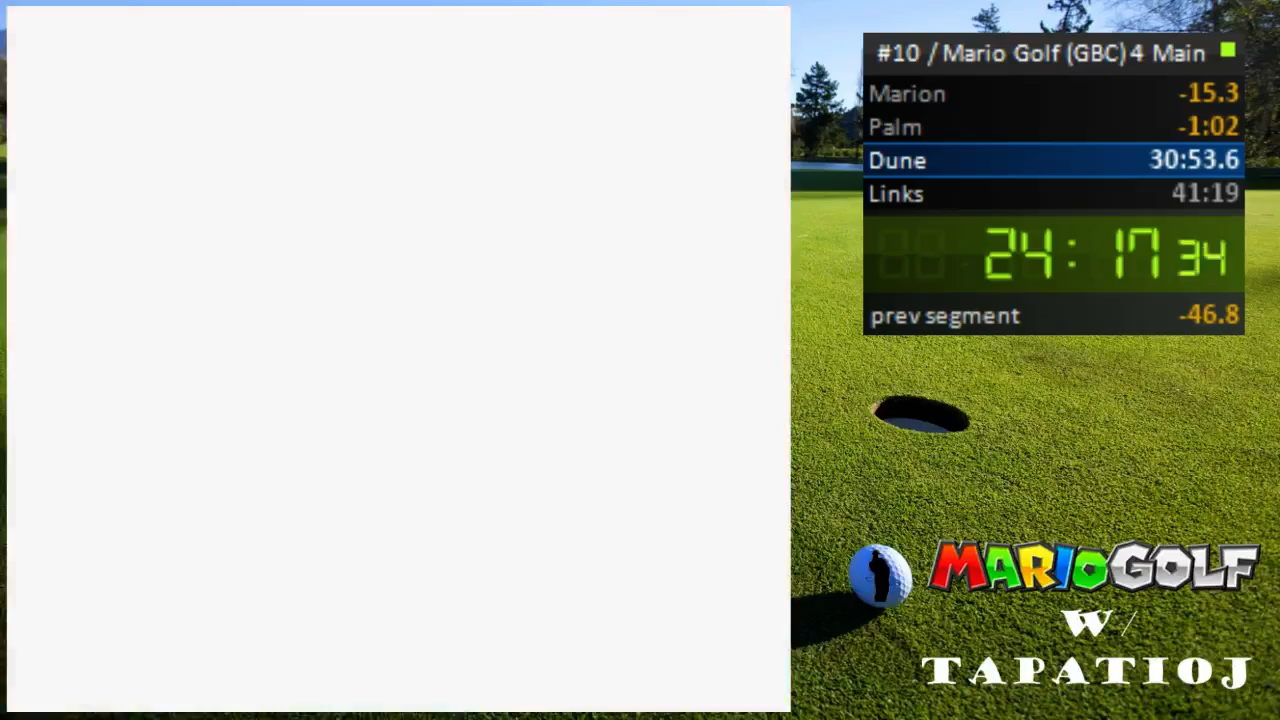 #10 / Mario Golf (GBC) 4 Main
Marion -15.3
Palm -1:02
Dune 30:53.6
Links 41:19
24:17 34
prev segment -46.8
MARIO GOLF
W/
TAPATIOJ